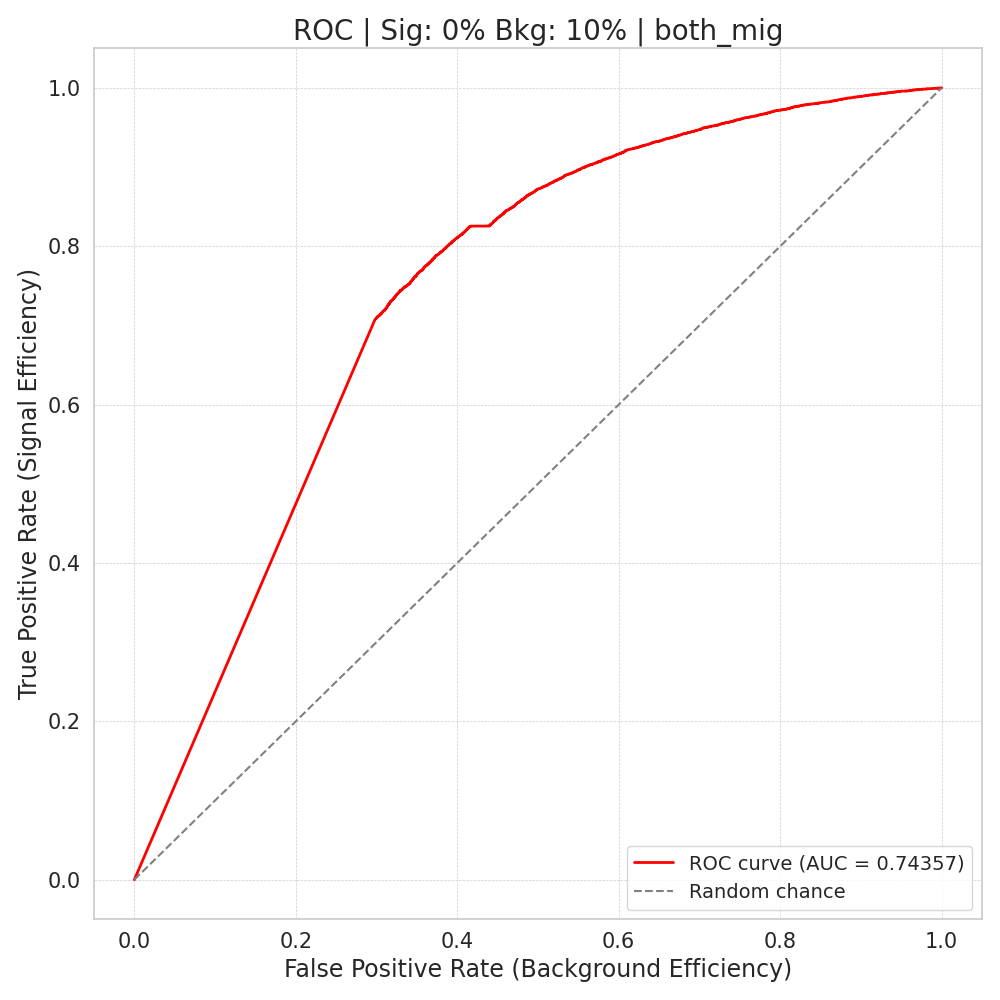 ROC | Sig: 0% Bkg: 10% | both_mig
True Positive Rate (Signal Efficiency)
1.0
0.8
0.6
0.4
0.2
0.0
ROC curve (AUC = 0.74357)
Random chance
0.0 0.2 0.4 0.6 0.8 1.0
False Positive Rate (Background Efficiency)